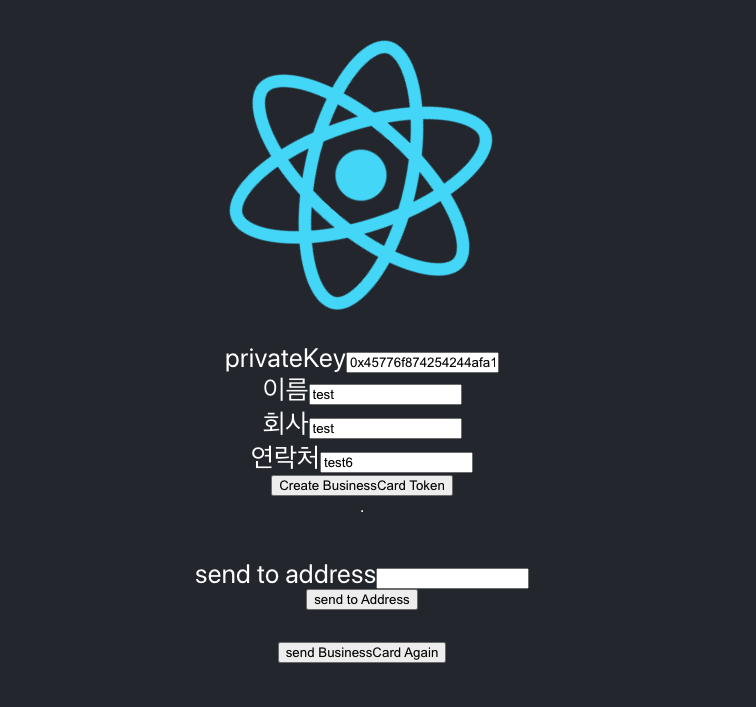 privateKey 0x45776f874254244afa1
이름 test
회사 test
연락처 test6
Create BusinessCard Token
.
send to address
send to Address
send BusinessCard Again